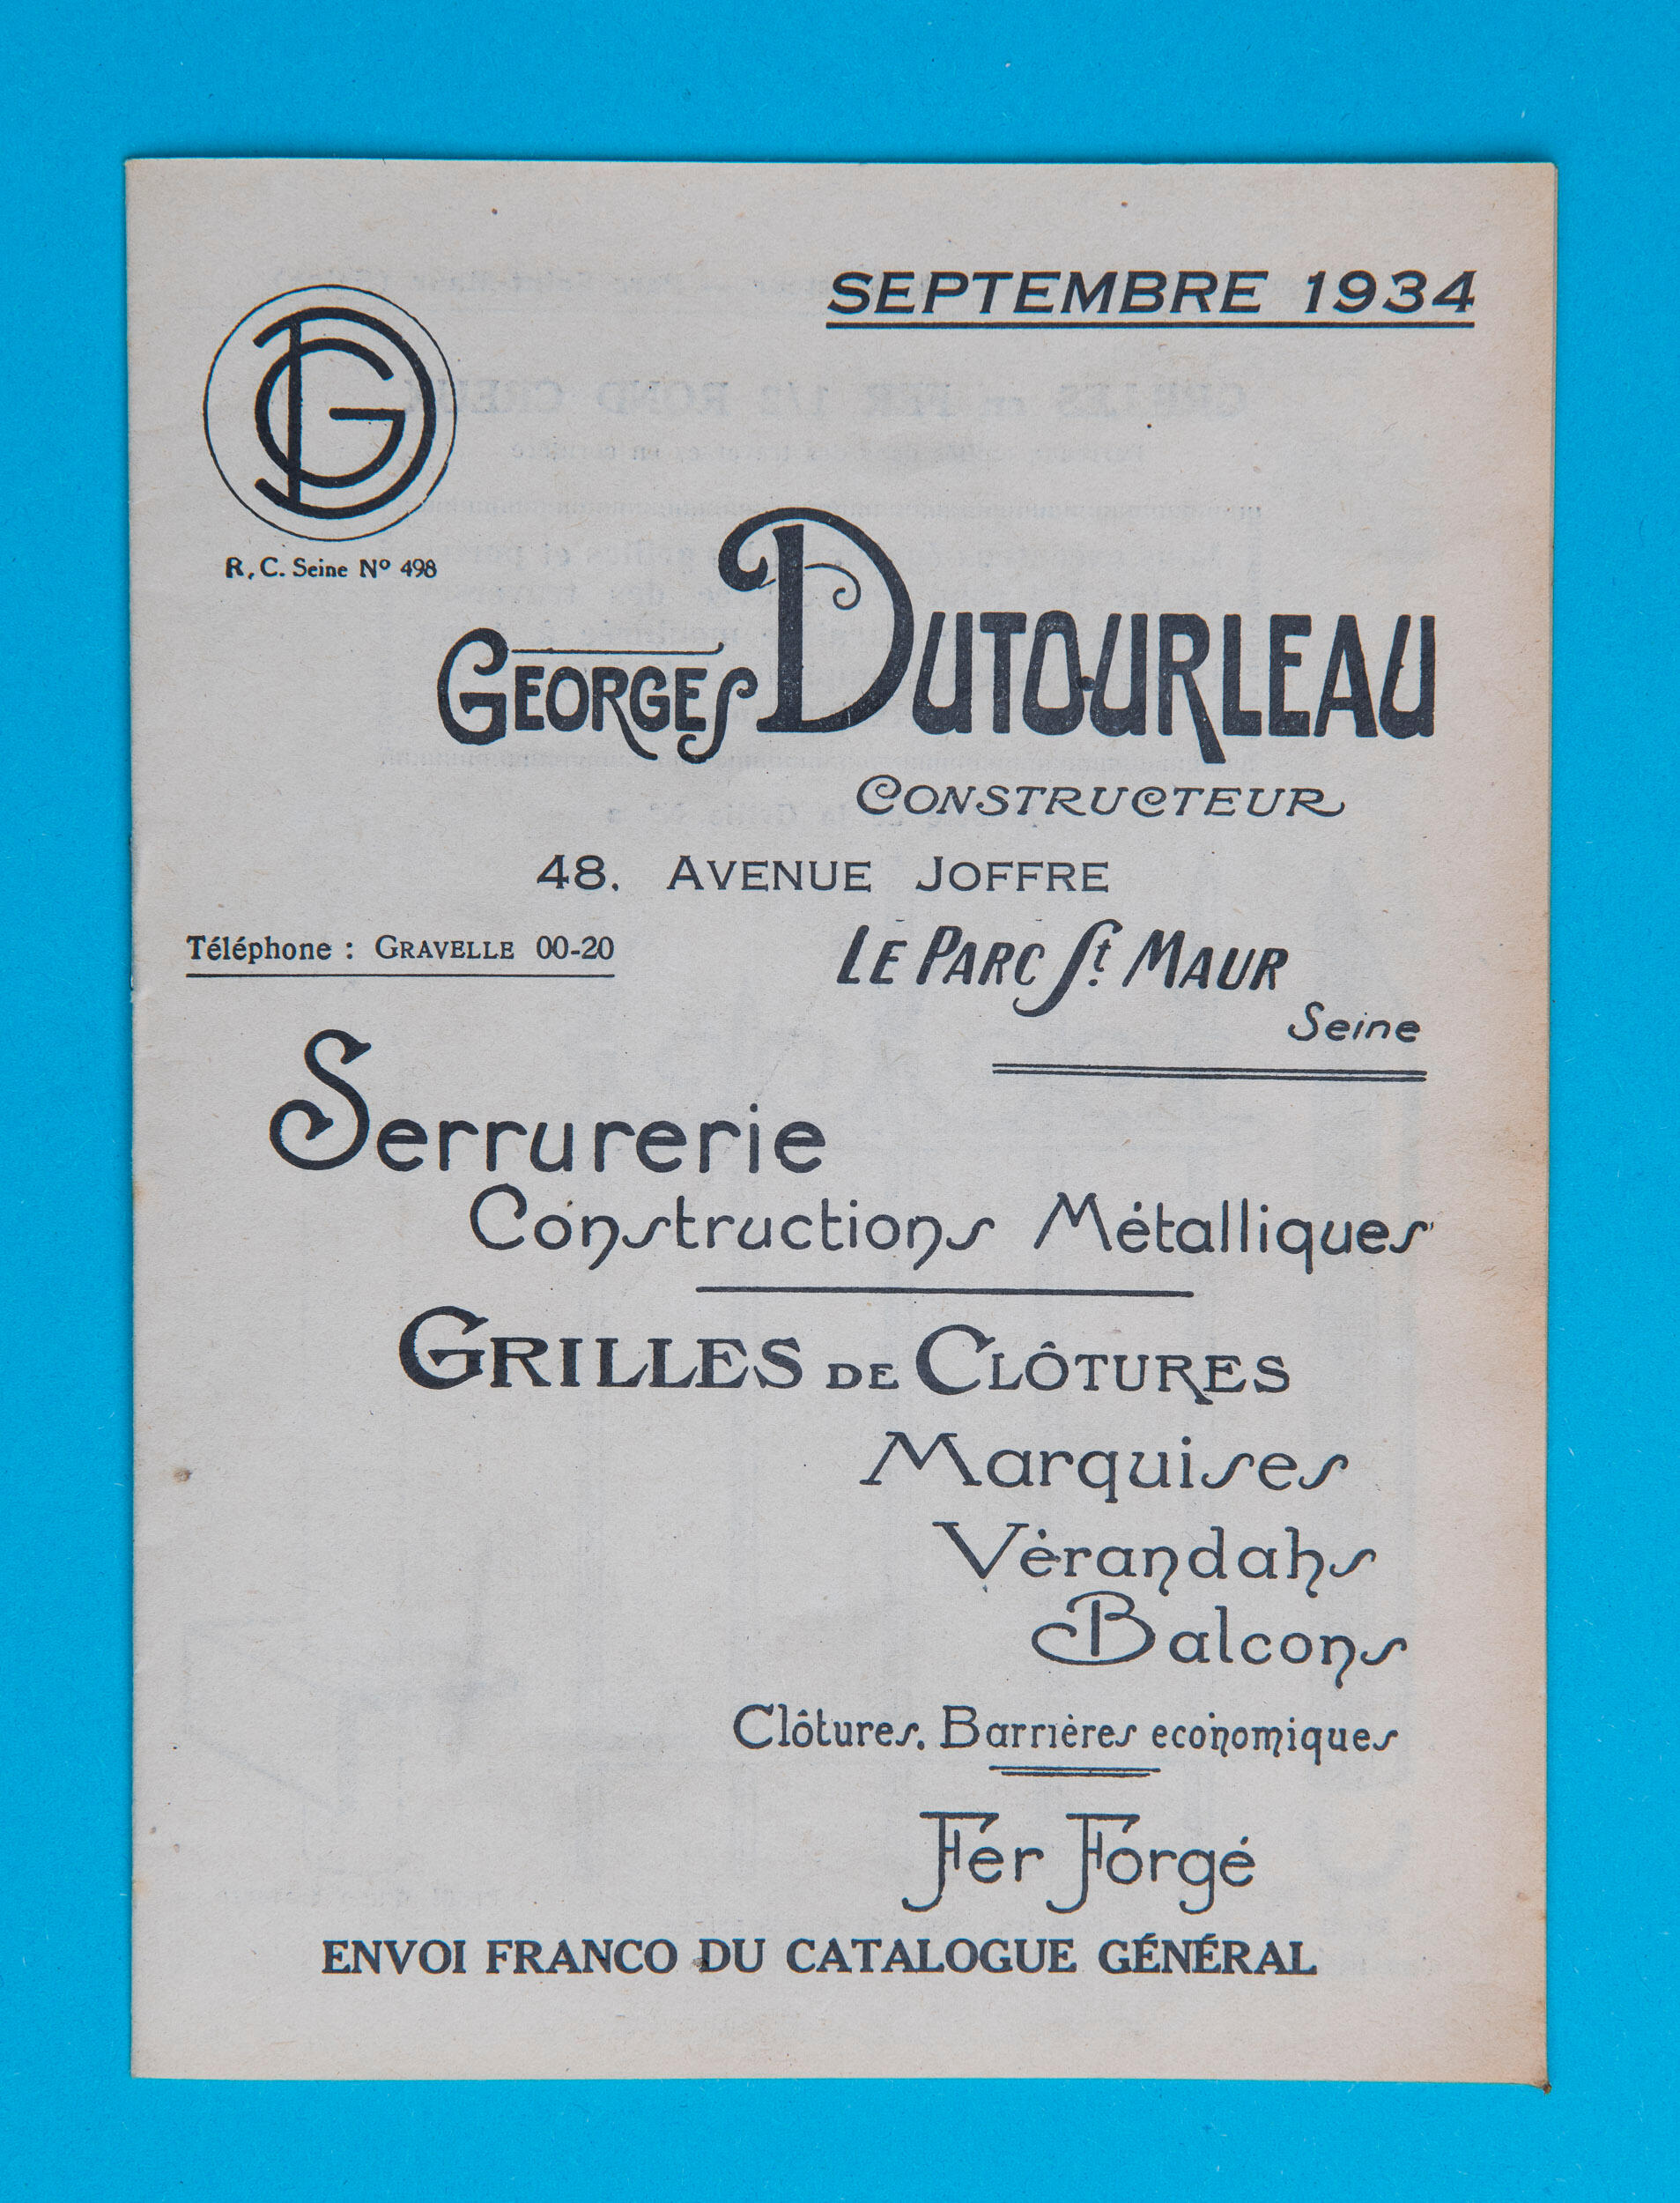 SEPTEMBRE 1934
DG
R. C. Seine Nº 498
GEORGES DUTOURLEAU
CONSTRUCTEUR
48. AVENUE JOFFRE
Téléphone : GRAVELLE 00-20
LE PARC St MAUR
Seine
Serrurerie
Constructions Métalliques
GRILLES DE CLÔTURES
Marquises
Vérandahs
Balcons
Clôtures. Barrières economiques
Fer Forgé
ENVOI FRANCO DU CATALOGUE GÉNÉRAL